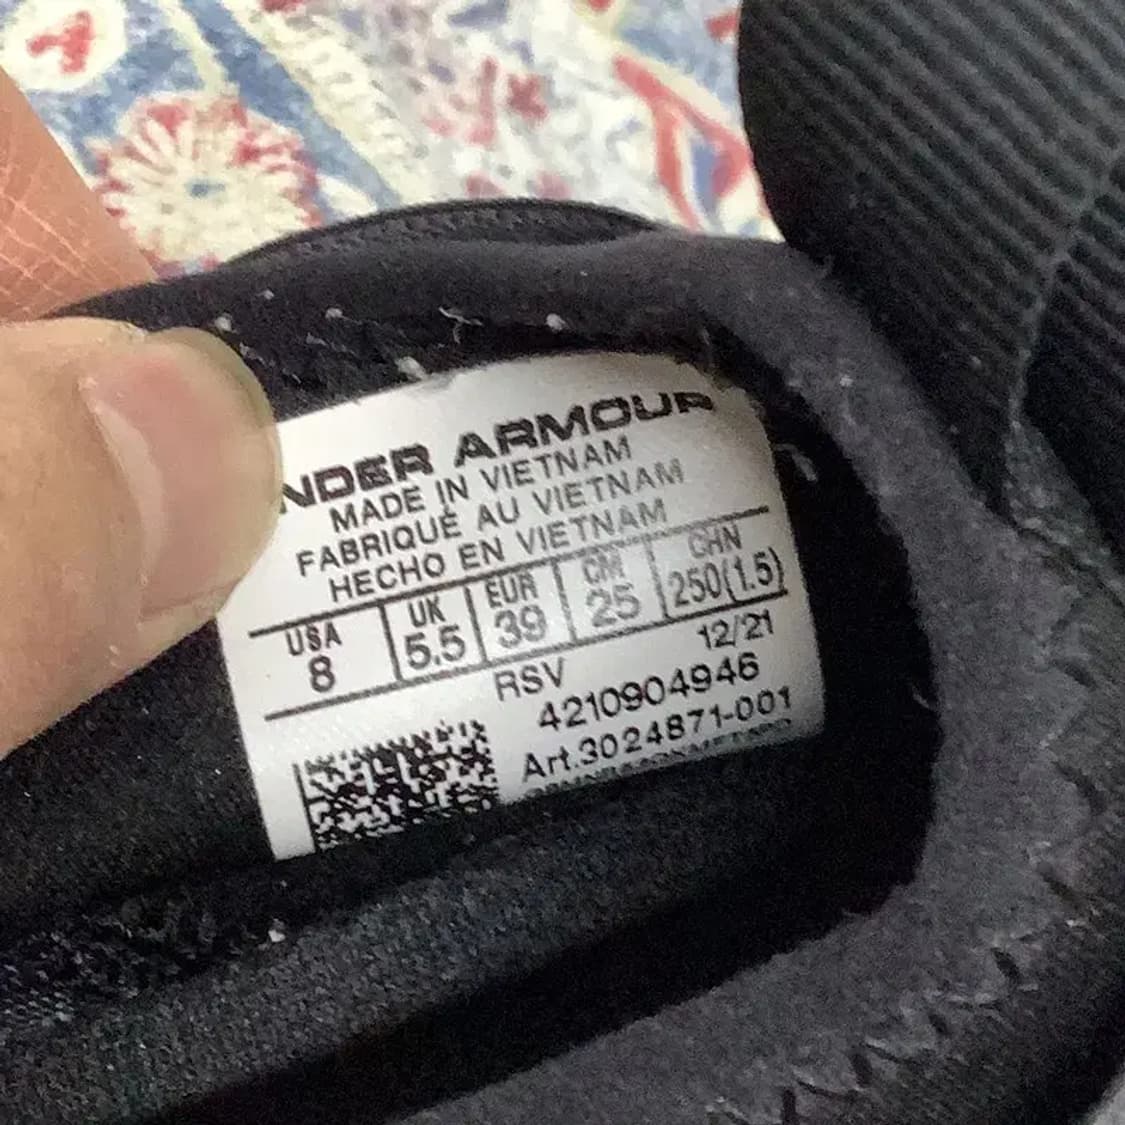 NDER ARMOUR
MADE IN VIETNAM
FABRIQUÉ AU VIETNAM
HECHO EN VIETNAM
USA UK EUR CM CHN
8 5.5 39 25 250(1.5)
RSV 12/21
4210904946
Art.3024871-001